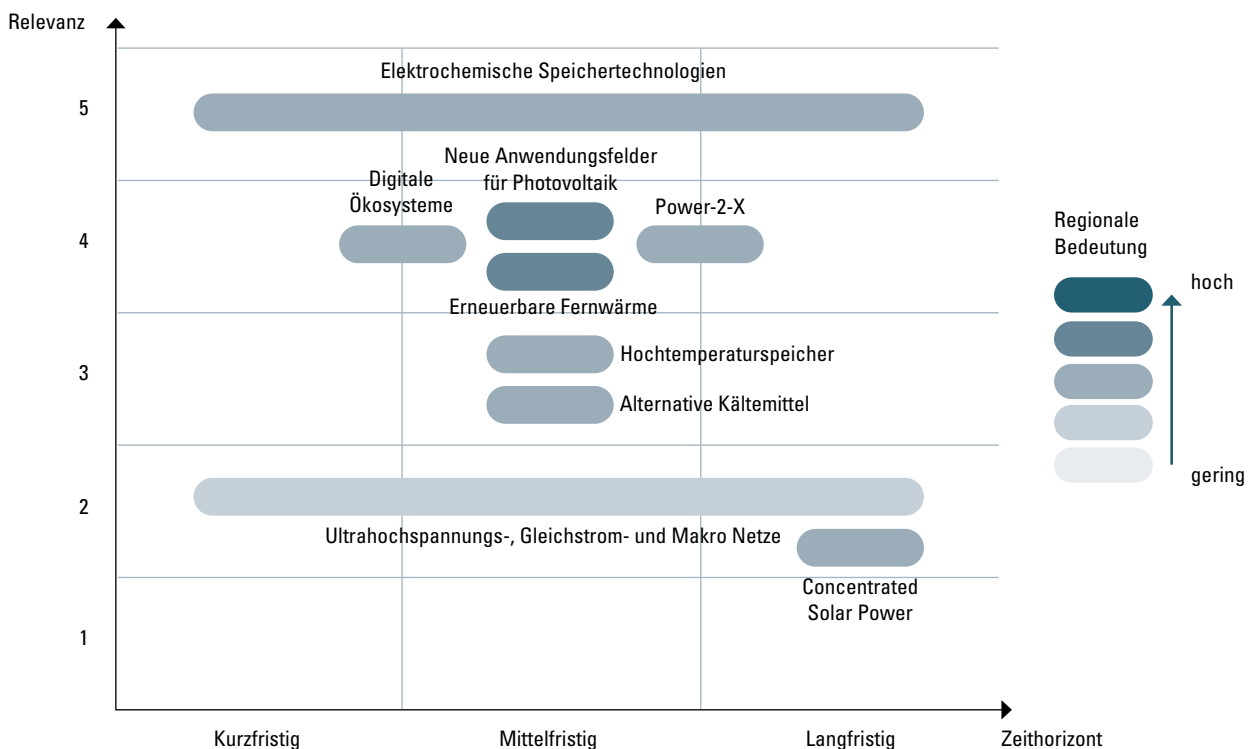 Relevanz
Elektrochemische Speichertechnologien
5
Neue Anwendungsfelder
für Photovoltaik
Digitale
Ökosysteme
Power-2-X
4
Erneuerbare Fernwärme
Hochtemperaturspeicher
3
Alternative Kältemittel
2
Ultrahochspannungs-, Gleichstrom- und Makro Netze
Concentrated
Solar Power
1
Kurzfristig
Mittelfristig
Langfristig
Zeithorizont
Regionale
Bedeutung
hoch
gering